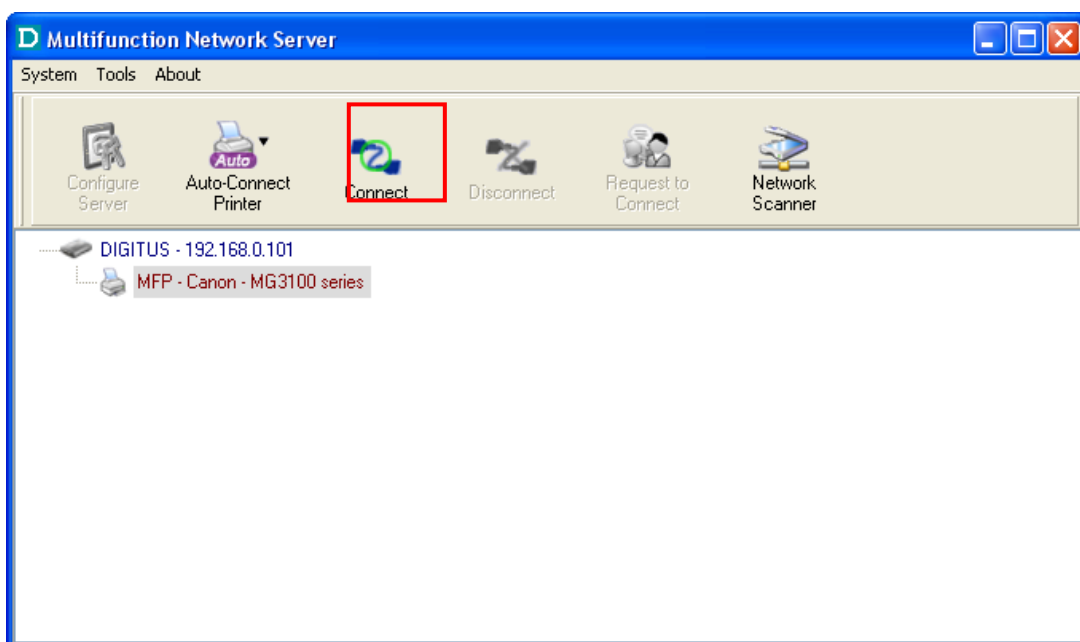 D Multifunction Network Server
System Tools About
Configure Server
Auto Auto-Connect Printer
Connect
Disconnect
Request to Connect
Network Scanner
DIGITUS - 192.168.0.101
MFP - Canon - MG3100 series